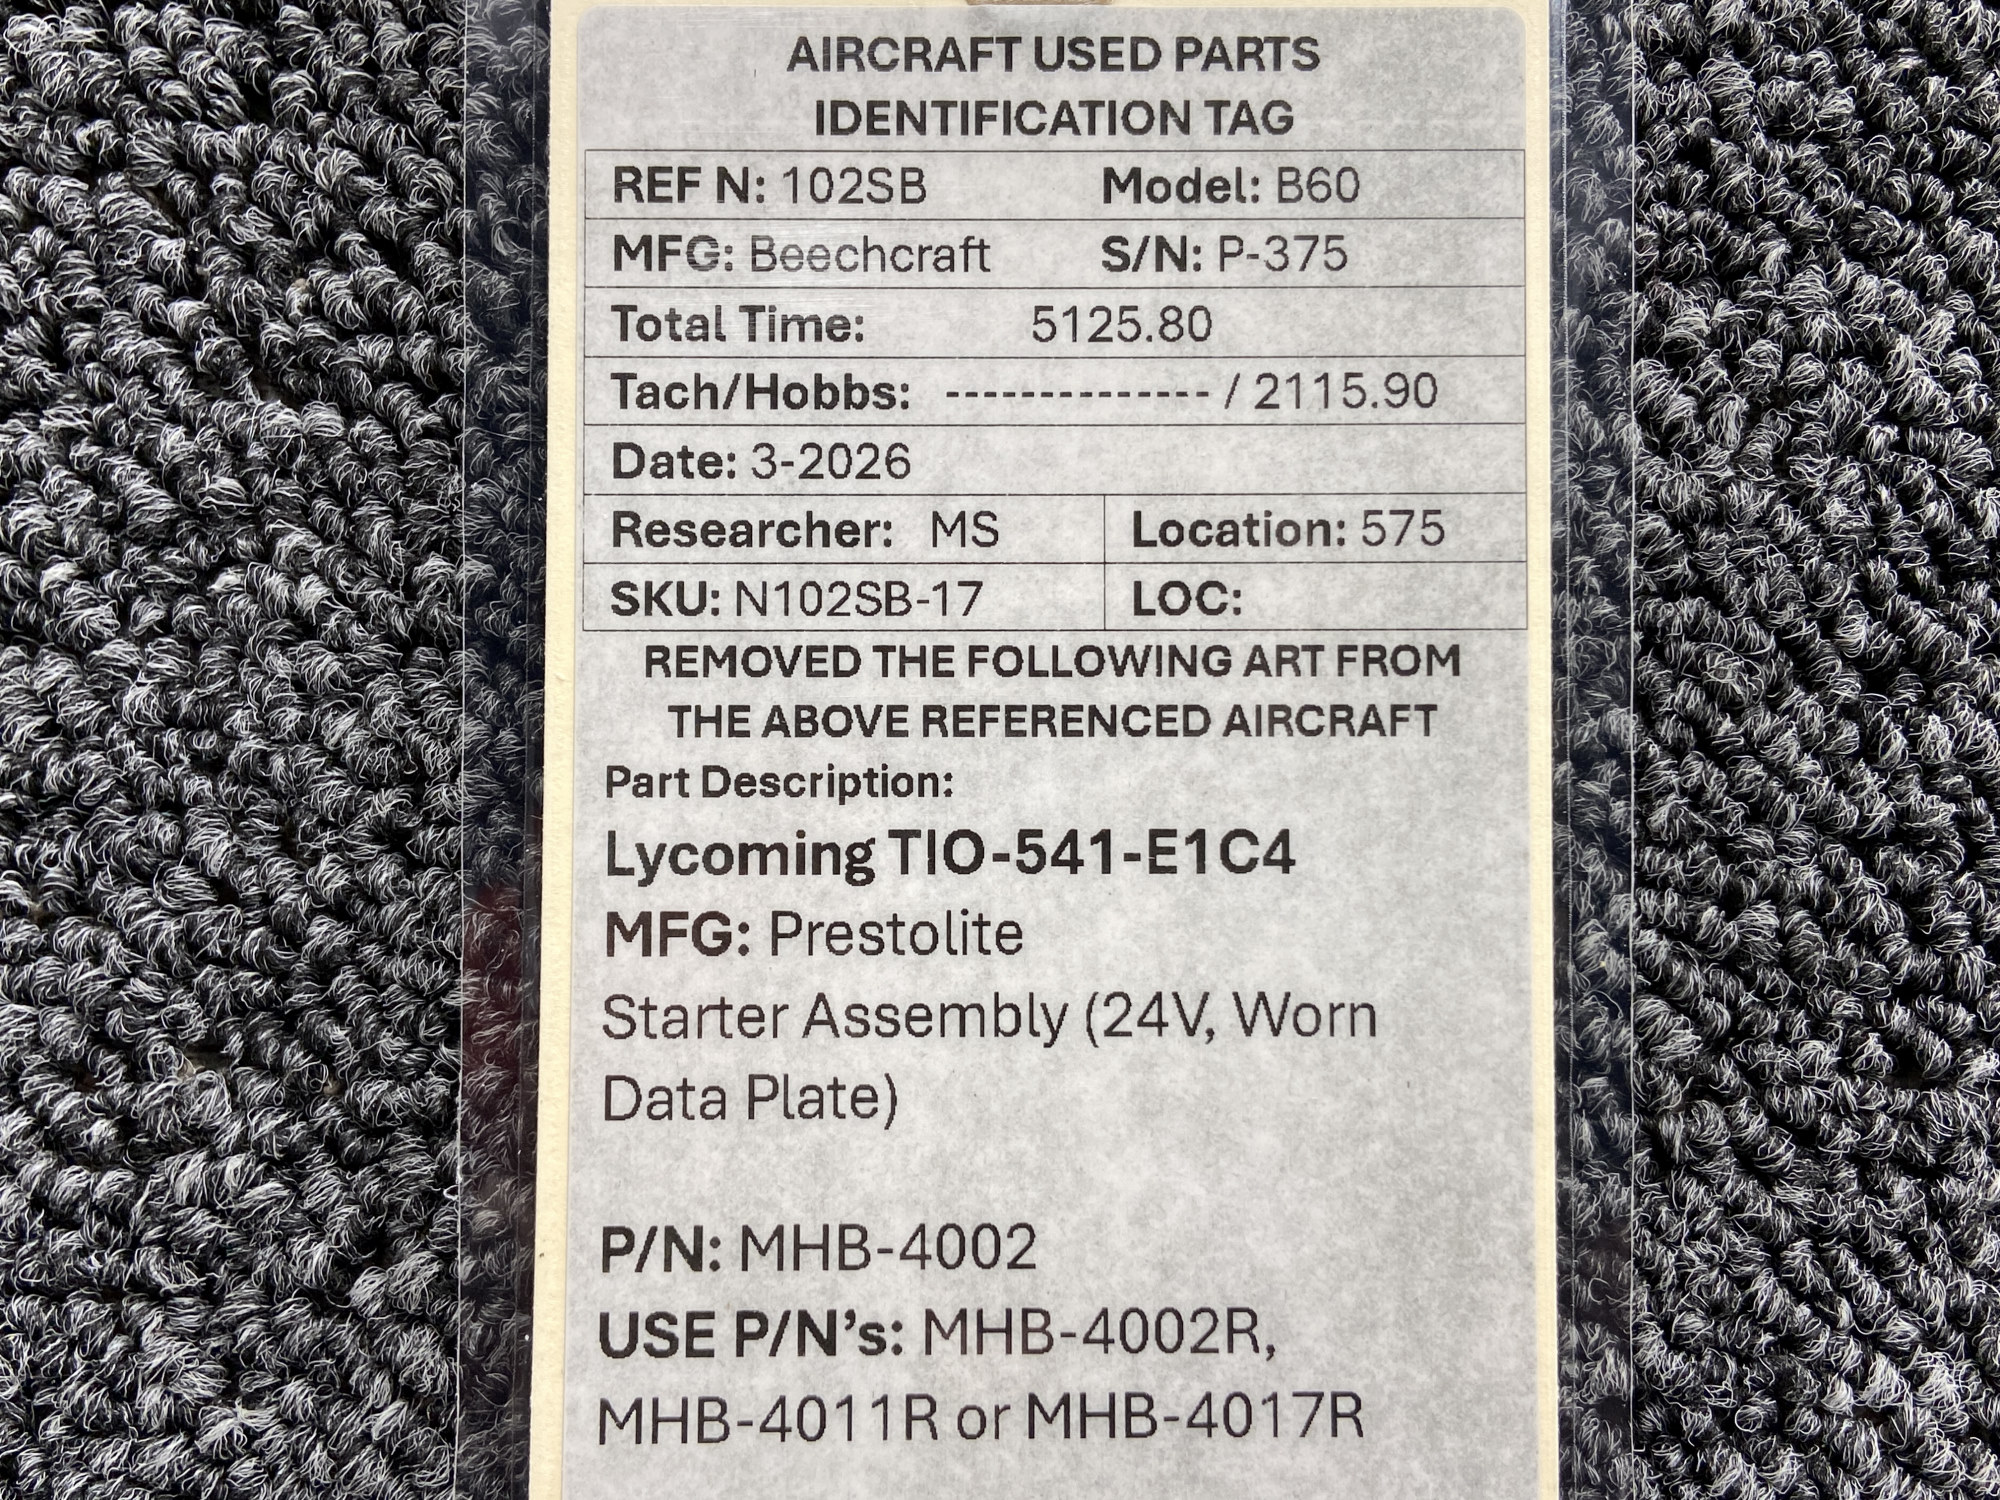 AIRCRAFT USED PARTS
IDENTIFICATION TAG
REF N: 102SB Model: B60
MFG: Beechcraft S/N: P-375
Total Time: 5125.80
Tach/Hobbs: -------------- / 2115.90
Date: 3-2026
Researcher: MS Location: 575
SKU: N102SB-17 LOC:
REMOVED THE FOLLOWING ART FROM
THE ABOVE REFERENCED AIRCRAFT
Part Description:
Lycoming TIO-541-E1C4
MFG: Prestolite
Starter Assembly (24V, Worn
Data Plate)
P/N: MHB-4002
USE P/N’s: MHB-4002R,
MHB-4011R or MHB-4017R